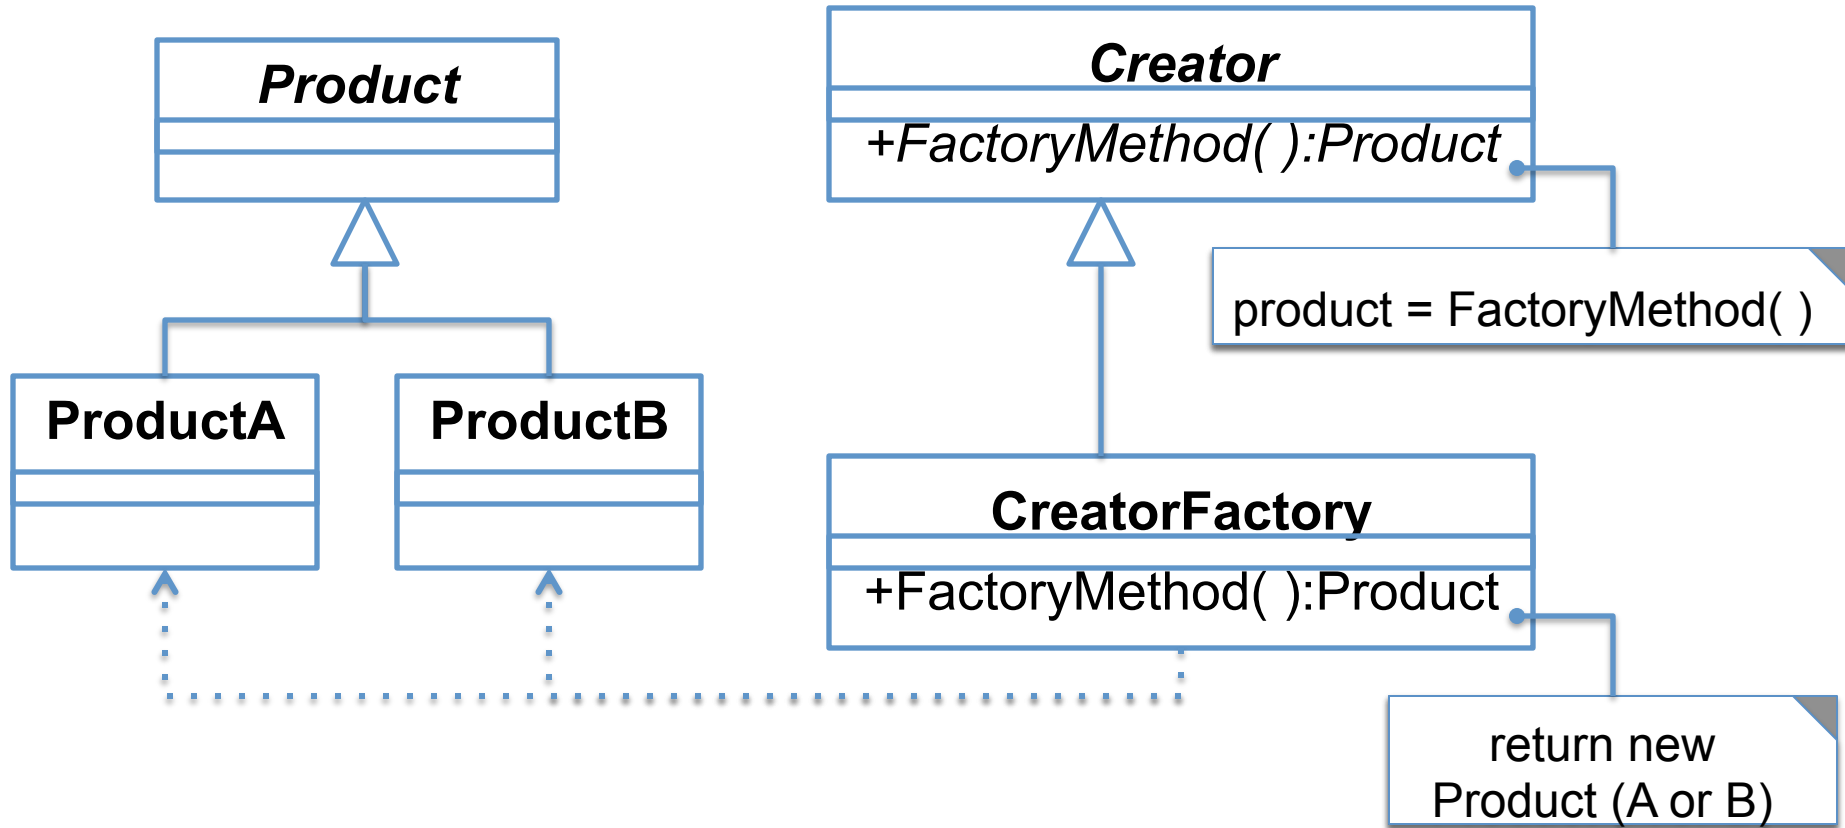 Product
Creator
+FactoryMethod( ):Product
product = FactoryMethod( )
ProductA
ProductB
CreatorFactory
+FactoryMethod( ):Product
return new
Product (A or B)